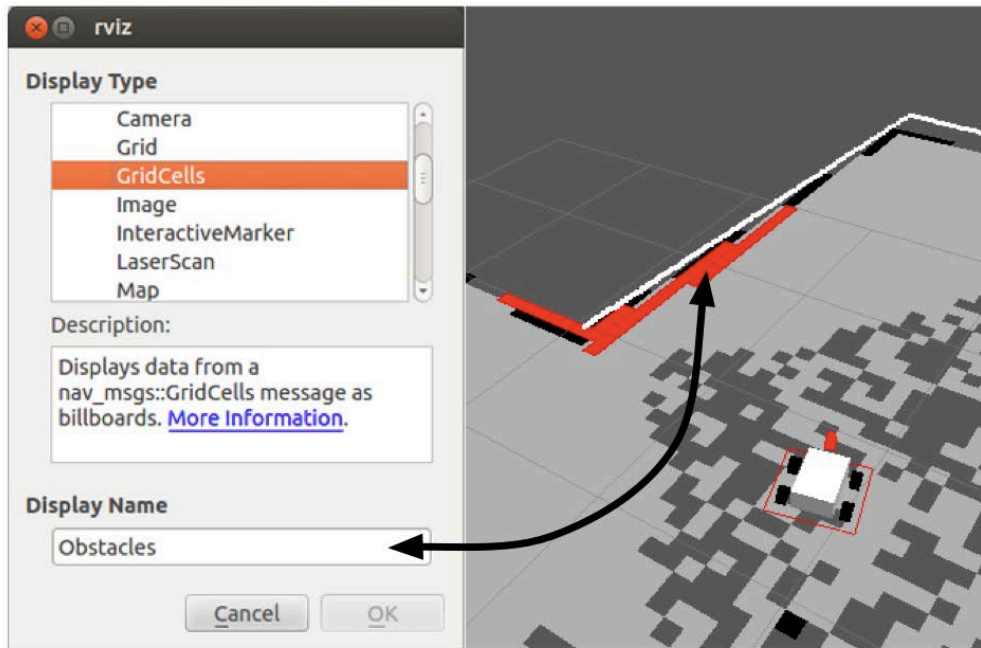 rviz
Display Type
Camera
Grid
GridCells
Image
InteractiveMarker
LaserScan
Map
Description:
Displays data from a
nav_msgs::GridCells message as
billboards. More Information.
Display Name
Obstacles
Cancel
OK